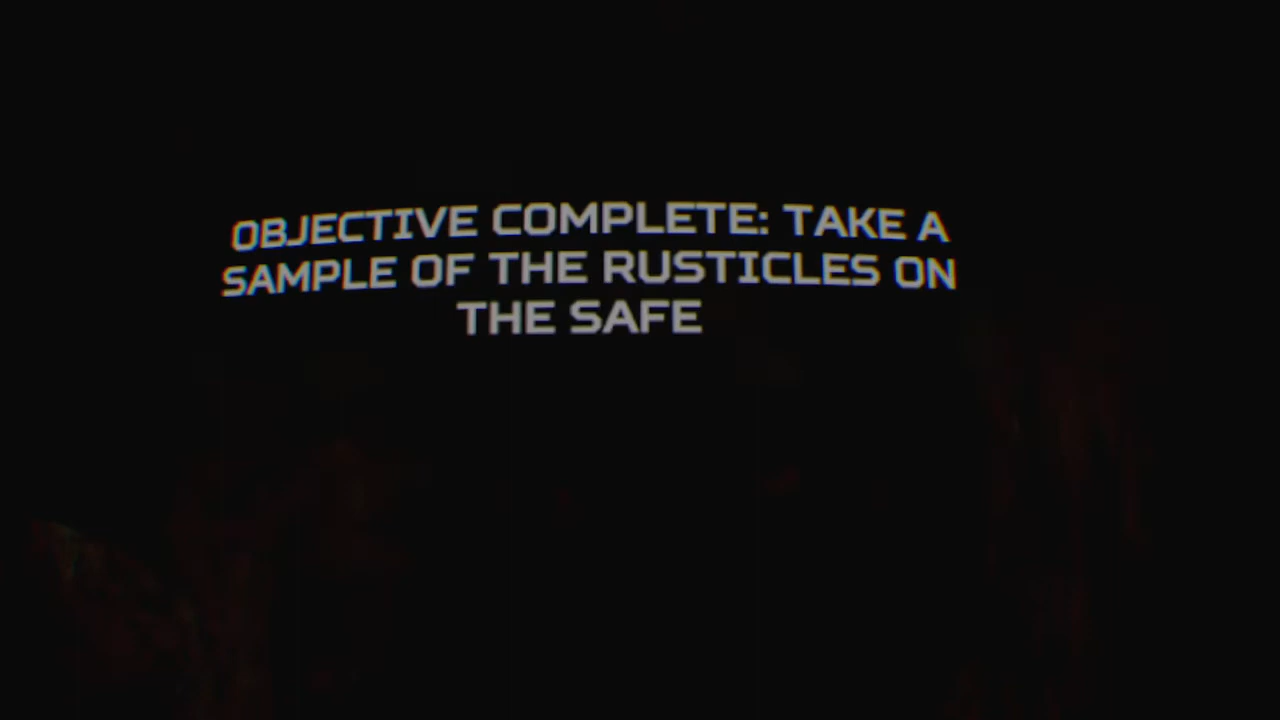 OBJECTIVE COMPLETE: TAKE A
SAMPLE OF THE RUSTICLES ON
THE SAFE